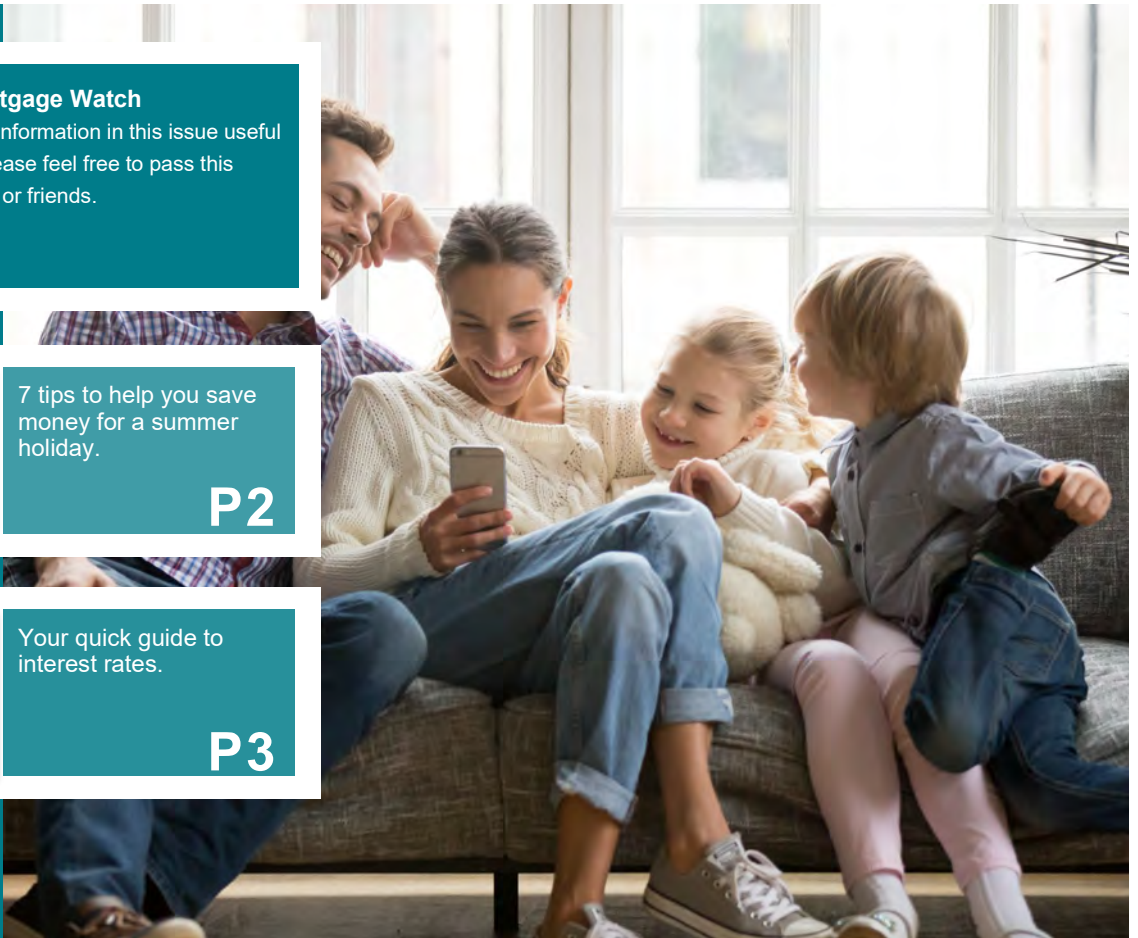 tgage Watch
nformation in this issue useful
ease feel free to pass this
or friends.
7 tips to help you save
money for a summer
holiday.
P2
Your quick guide to
interest rates.
P3